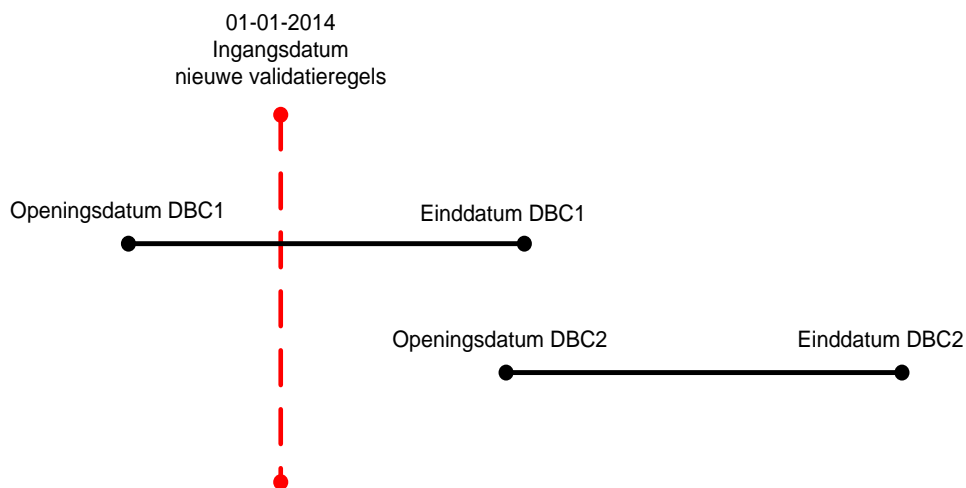 01-01-2014
Ingangsdatum
nieuwe validatieregels
Openingsdatum DBC1
Einddatum DBC1
Openingsdatum DBC2
Einddatum DBC2